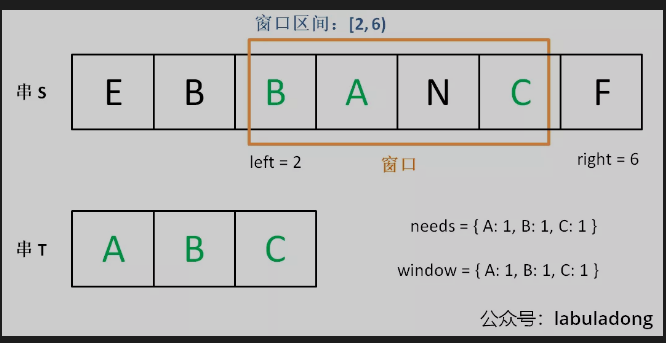 窗口区间：[2, 6)
串 S
E B B A N C F
left = 2
窗口
right = 6
串 T
A B C
needs = { A: 1, B: 1, C: 1 }
window = { A: 1, B: 1, C: 1 }
公众号：labuladong